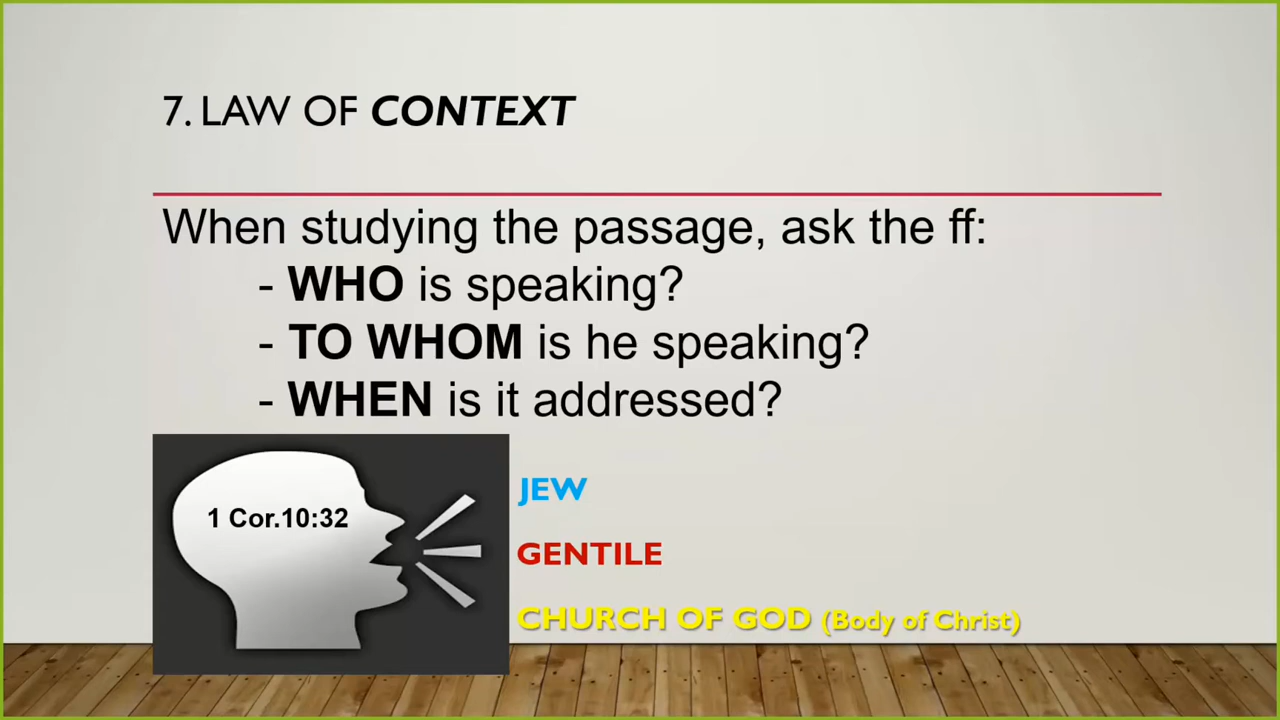 7. LAW OF CONTEXT
When studying the passage, ask the ff:
- WHO is speaking?
- TO WHOM is he speaking?
- WHEN is it addressed?
1 Cor.10:32
JEW
GENTILE
CHURCH OF GOD (Body of Christ)